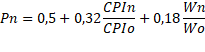 Pn = 0,5 + 0,32 CPIn/CPIo + 0,18 Wn/Wo